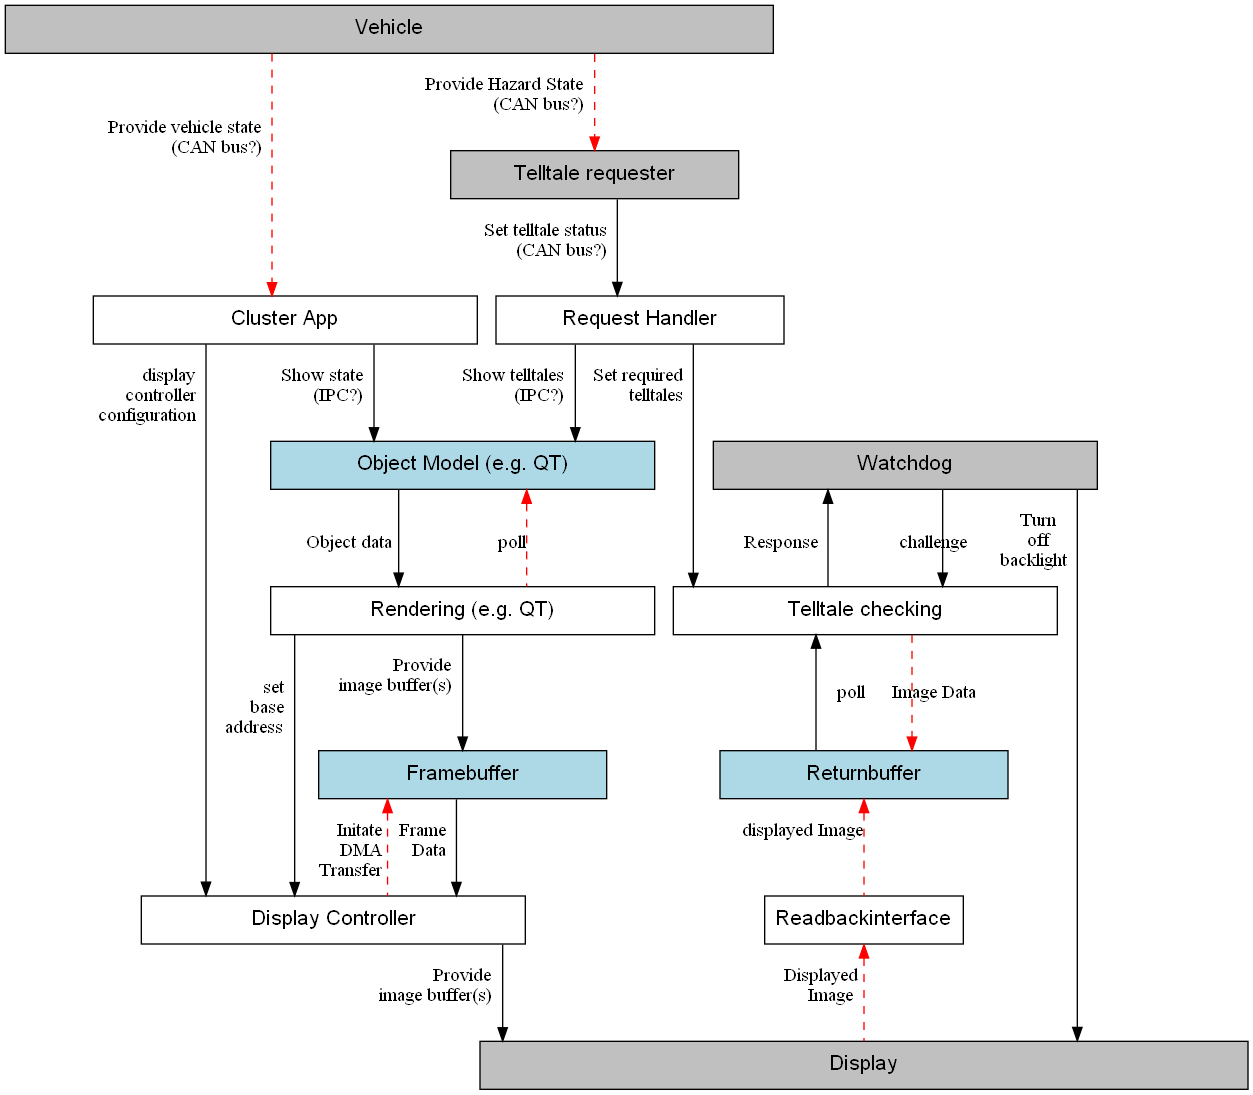 Vehicle
Provide Hazard State
(CAN bus?)
Provide vehicle state
(CAN bus?)
Telltale requester
Set telltale status
(CAN bus?)
Cluster App
Request Handler
display
controller
configuration
Show state
(IPC?)
Show telltales
(IPC?)
Set required
telltales
Object Model (e.g. QT)
Watchdog
Object data
poll
Response
challenge
Turn
off
backlight
Rendering (e.g. QT)
Telltale checking
set
base
address
Provide
image buffer(s)
poll
Image Data
Framebuffer
Returnbuffer
Initate
DMA
Transfer
Frame
Data
displayed Image
Display Controller
Readbackinterface
Provide
image buffer(s)
Displayed
Image
Display